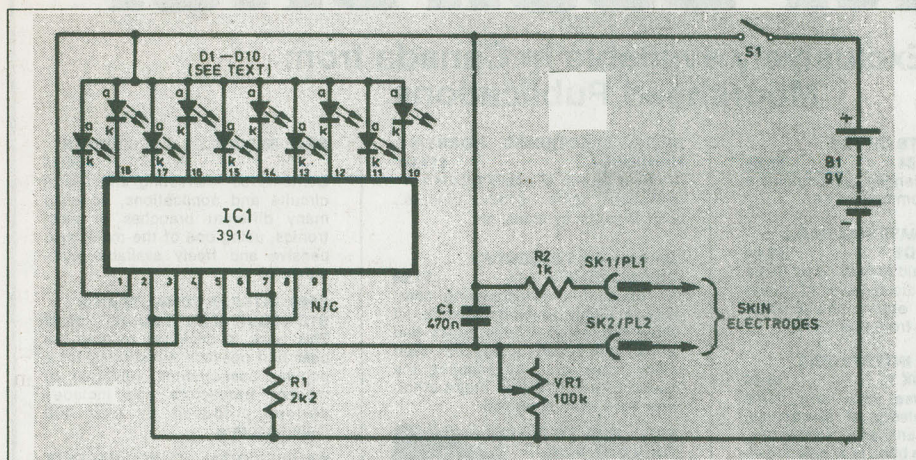 S1
D1–D10
(SEE TEXT)
a a a a a a a a a a
k k k k k k k k k k
18 17 16 15 14 13 12 11 10
IC1
3914
1 2 3 4 5 6 7 8 9
N/C
+
B1
9V
−
R2
1k
SK1/PL1
C1
470n
SK2/PL2
SKIN
ELECTRODES
R1
2k2
VR1
100k